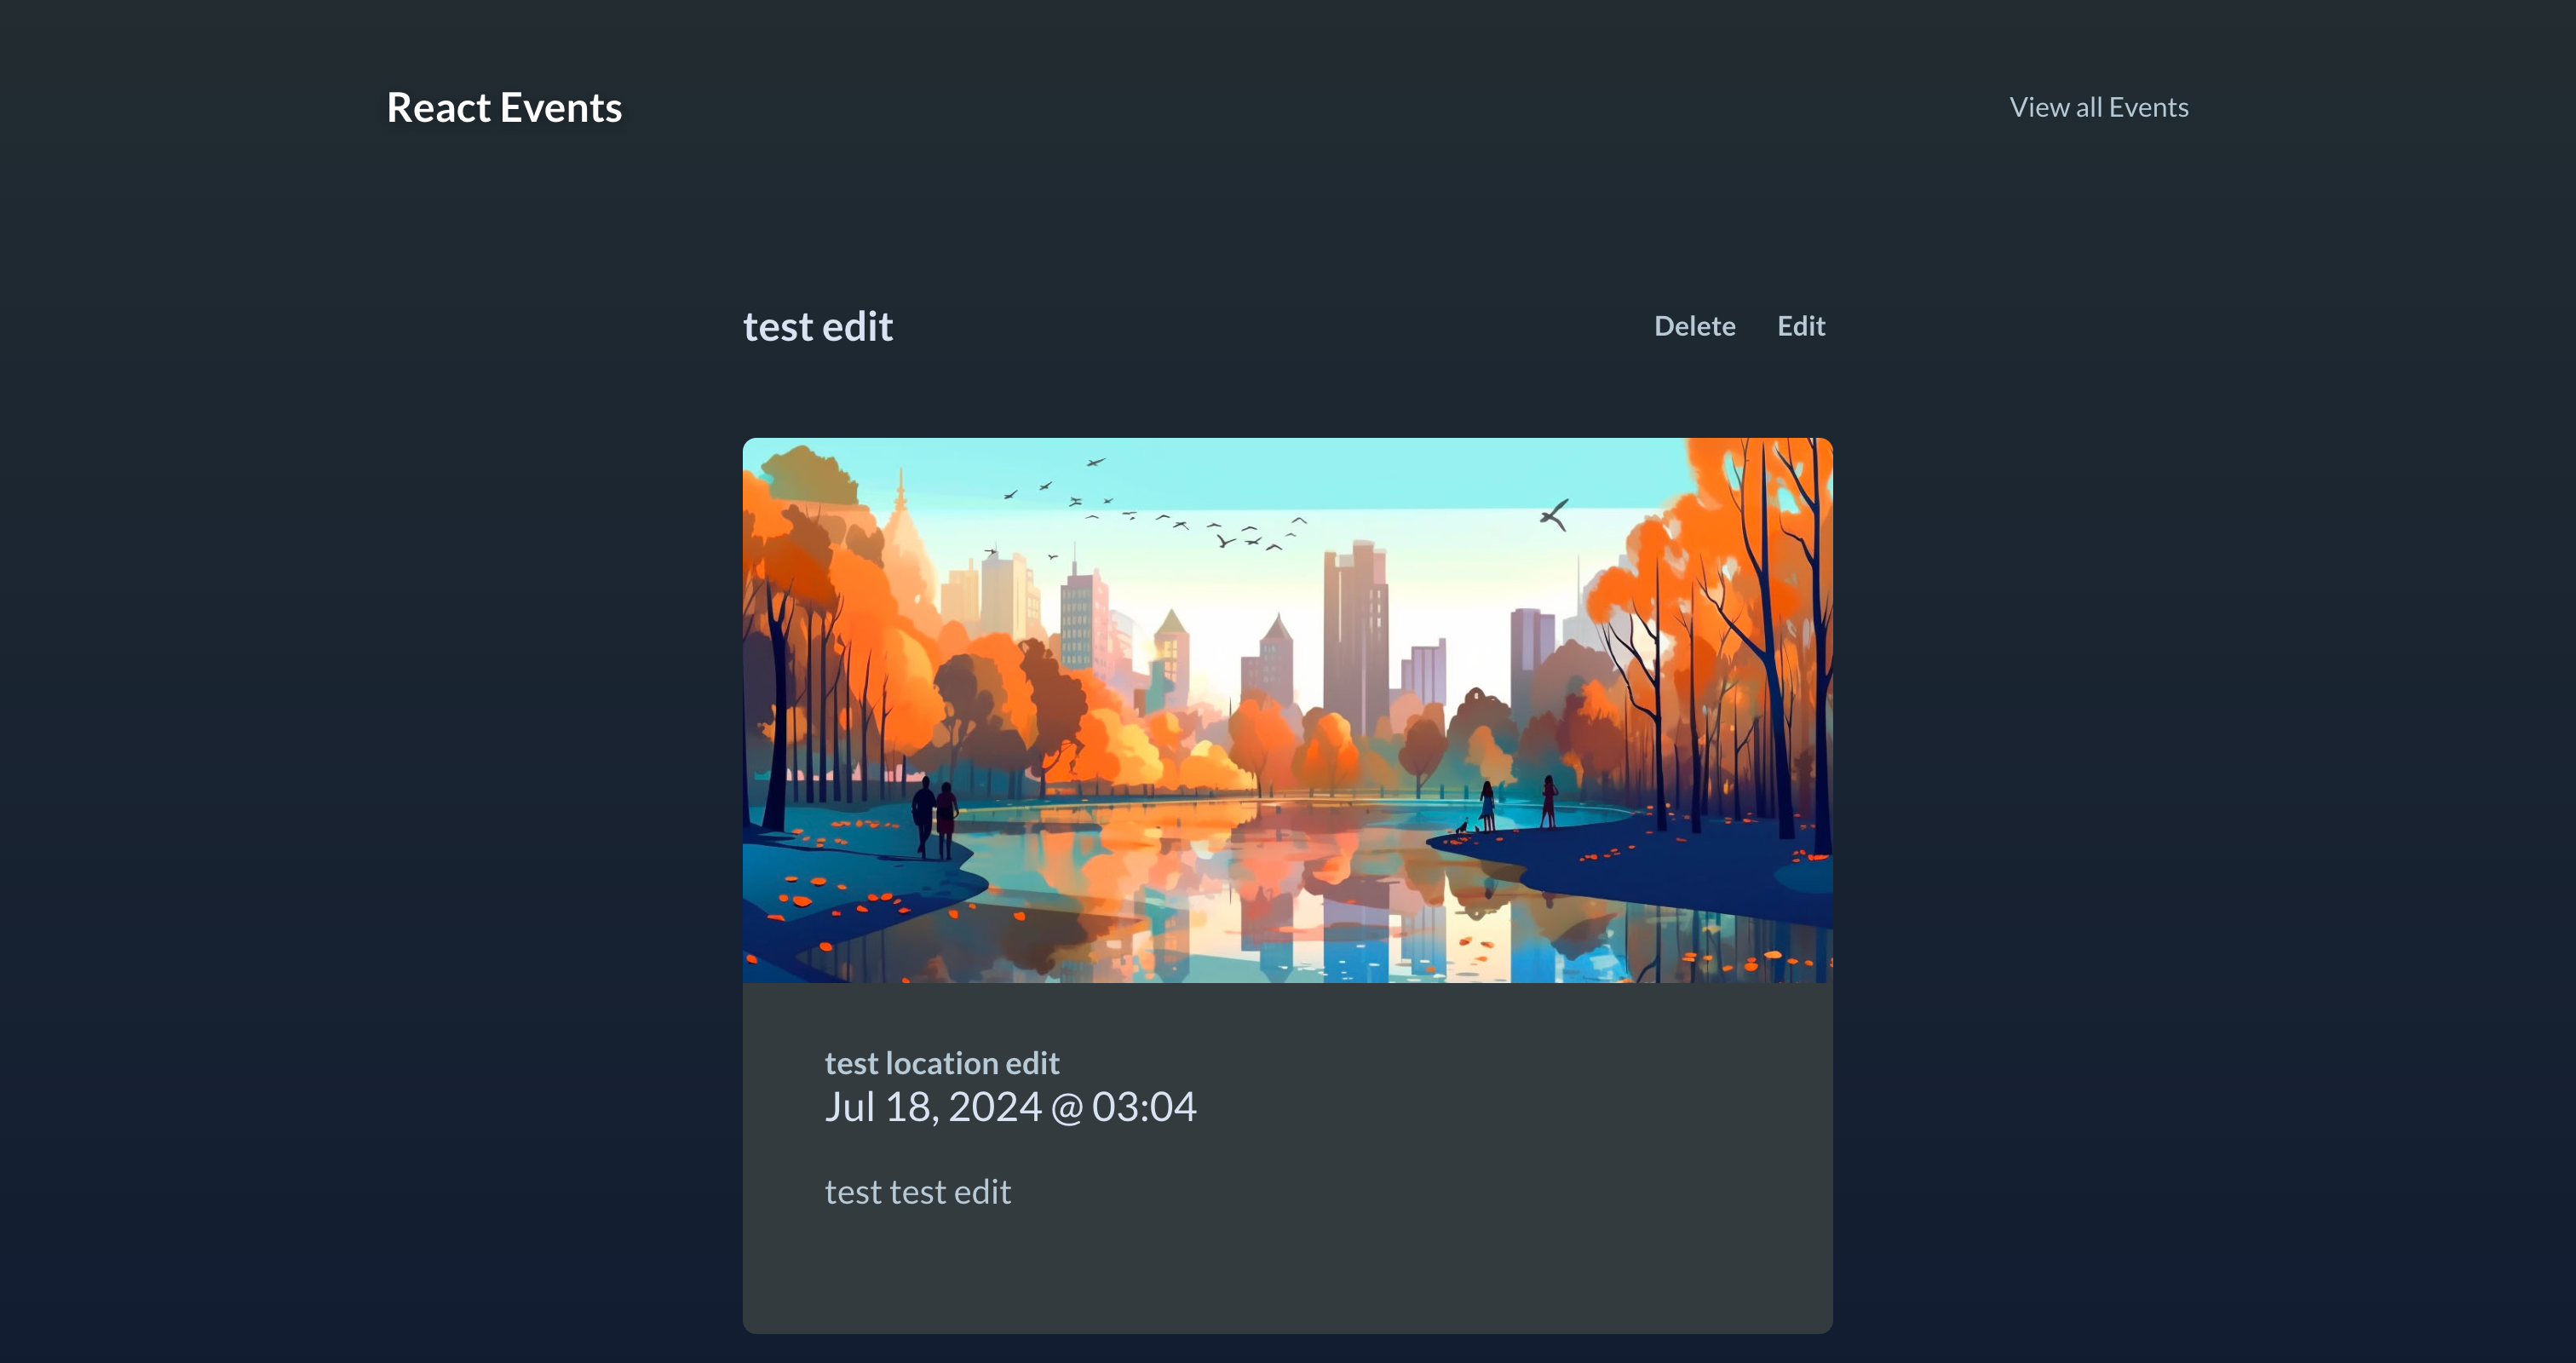 React Events
View all Events
test edit
Delete
Edit
test location edit
Jul 18, 2024 @ 03:04
test test edit